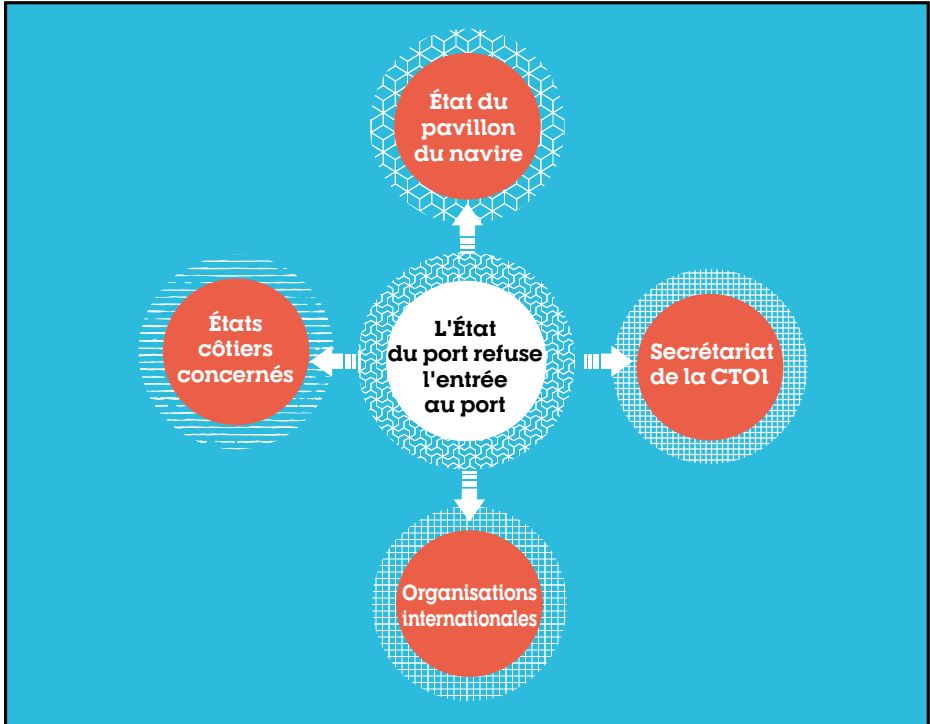 État du
pavillon
du navire
États
côtiers
concernés
L'État
du port refuse
l'entrée
au port
Secrétariat
de la CTOI
Organisations
internationales